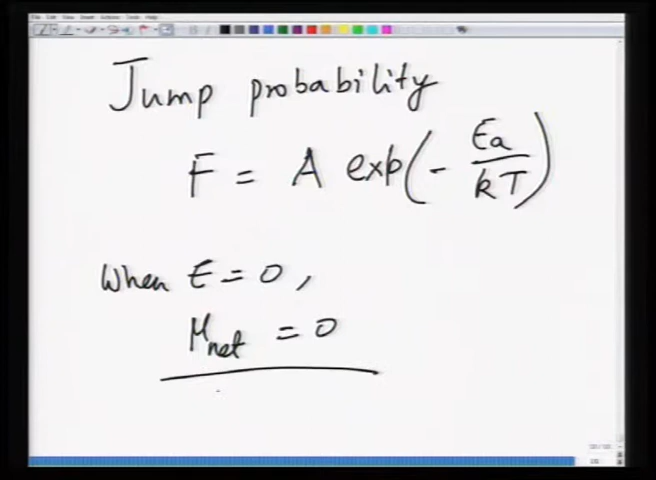 Jump probability
F = A exp(- Ea/kT)
When E = 0,
μnet = 0